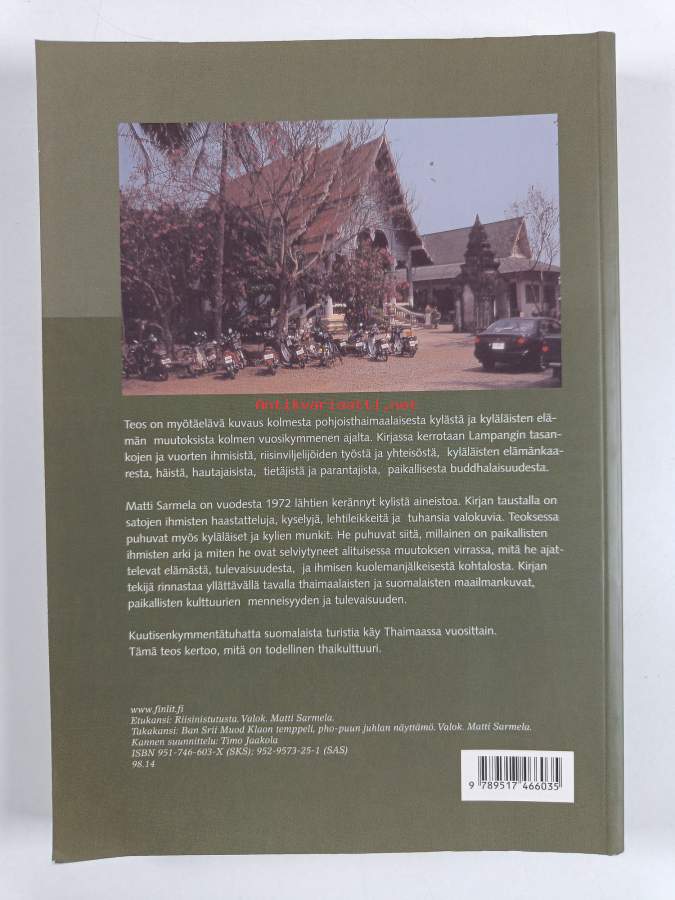 Antikvariaatti.net
Teos on myötäelävä kuvaus kolmesta pohjoisthaimaalaisesta kylästä ja kyläläisten elä-
män muutoksista kolmen vuosikymmenen ajalta. Kirjassa kerrotaan Lampangin tasan-
kojen ja vuorten ihmisistä, riisinviljelijöiden työstä ja yhteisöstä, kyläläisten elämänkaa-
resta, häistä, hautajaisista, tietäjistä ja parantajista, paikallisesta buddhalaisuudesta.
Matti Sarmela on vuodesta 1972 lähtien kerännyt kylistä aineistoa. Kirjan taustalla on
satojen ihmisten haastatteluja, kyselyjä, lehtileikkeitä ja tuhansia valokuvia. Teoksessa
puhuvat myös kyläläiset ja kylien munkit. He puhuvat siitä, millainen on paikallisten
ihmisten arki ja miten he ovat selviytyneet alituisessa muutoksen virrassa, mitä he ajat-
televat elämästä, tulevaisuudesta, ja ihmisen kuolemanjälkeisestä kohtalosta. Kirjan
tekijä rinnastaa yllättävällä tavalla thaimaalaisten ja suomalaisten maailmankuvat,
paikallisten kulttuurien menneisyyden ja tulevaisuuden.
Kuutisenkymmentätuhatta suomalaista turistia käy Thaimaassa vuosittain.
Tämä teos kertoo, mitä on todellinen thaikulttuuri.
www.finlit.fi
Etukansi: Riisinistutusta. Valok. Matti Sarmela.
Takakansi: Ban Srii Muod Klaon temppeli, pho-puun juhlan näyttämö. Valok. Matti Sarmela.
Kannen suunnittelu: Timo Jaakola
ISBN 951-746-603-X (SKS); 952-9573-25-1 (SAS)
98.14
9 789517 466035